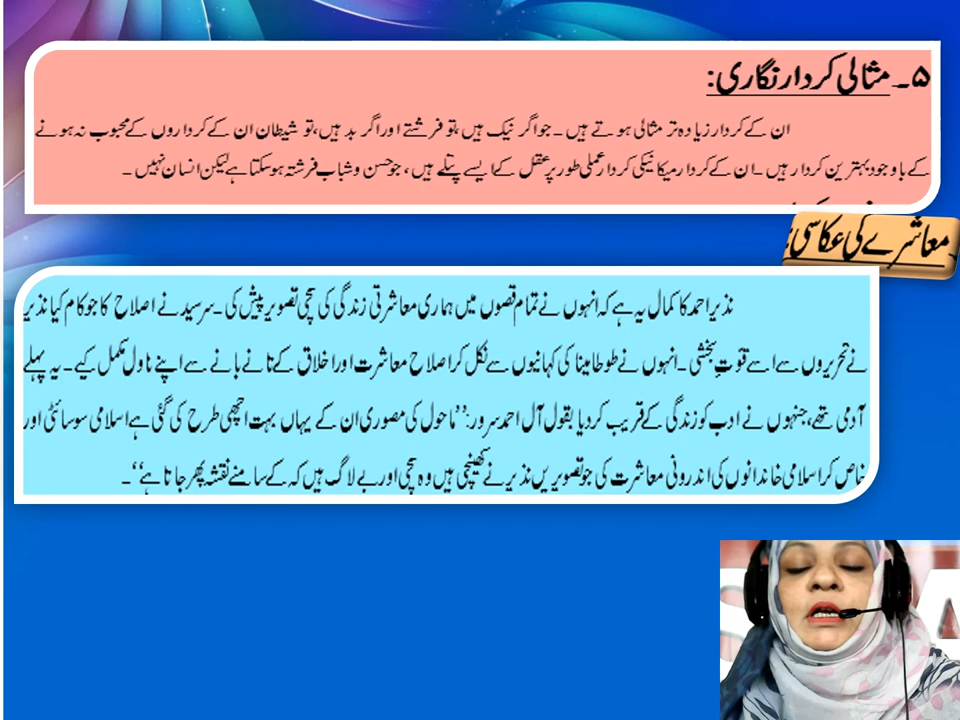 ۵۔ مثالی کردار نگاری:
ان کے کردار زیادہ تر مثالی ہوتے ہیں۔ جو اگر نیک ہیں، تو فرشتے اور اگر بد ہیں، تو شیطان ان کے کرداروں کے محبوب نہ ہونے
کے باوجود بہترین کردار ہیں۔ ان کے کردار میکانیکی کردار عملی طور پر عقل کے ایسے پتلے ہیں، جو حسن و شباب فرشتہ ہو سکتا ہے لیکن انسان نہیں۔
معاشرے کی عکاسی
نذیر احمد کا کمال یہ ہے کہ انہوں نے تمام قصوں میں ہماری معاشرتی زندگی کی سچی تصویر پیش کی۔ سرسید نے اصلاح کا جو کام کیا نذیر
نے تحریروں سے اسے قوتِ بخشی۔ انہوں نے طوطا مینا کی کہانیوں سے نکل کر اصلاح معاشرت اور اخلاق کے تانے بانے سے اپنے ناول مکمل کیے۔ یہ پہلے
آدمی تھے، جنہوں نے ادب کو زندگی کے قریب کر دیا بقول آل احمد سرور: ’’ماحول کی مصوری ان کے یہاں بہت اچھی طرح کی گئی ہے اسلامی سوسائٹی اور
خاص کر اسلامی خاندانوں کی اندرونی معاشرت کی جو تصویریں نذیر نے کھینچی ہیں وہ سچی اور بے لاگ ہیں کہ کے سامنے نقشہ پھر جاتا ہے‘‘۔